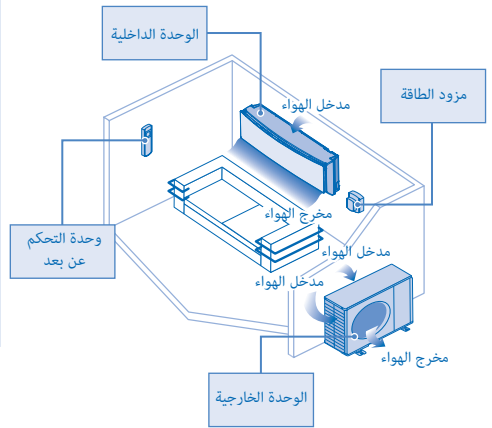 الوحدة الداخلية
مزود الطاقة
مدخل الهواء
مخرج الهواء
وحدة التحكم
عن بعد
مدخل الهواء
مدخل الهواء
مخرج الهواء
الوحدة الخارجية